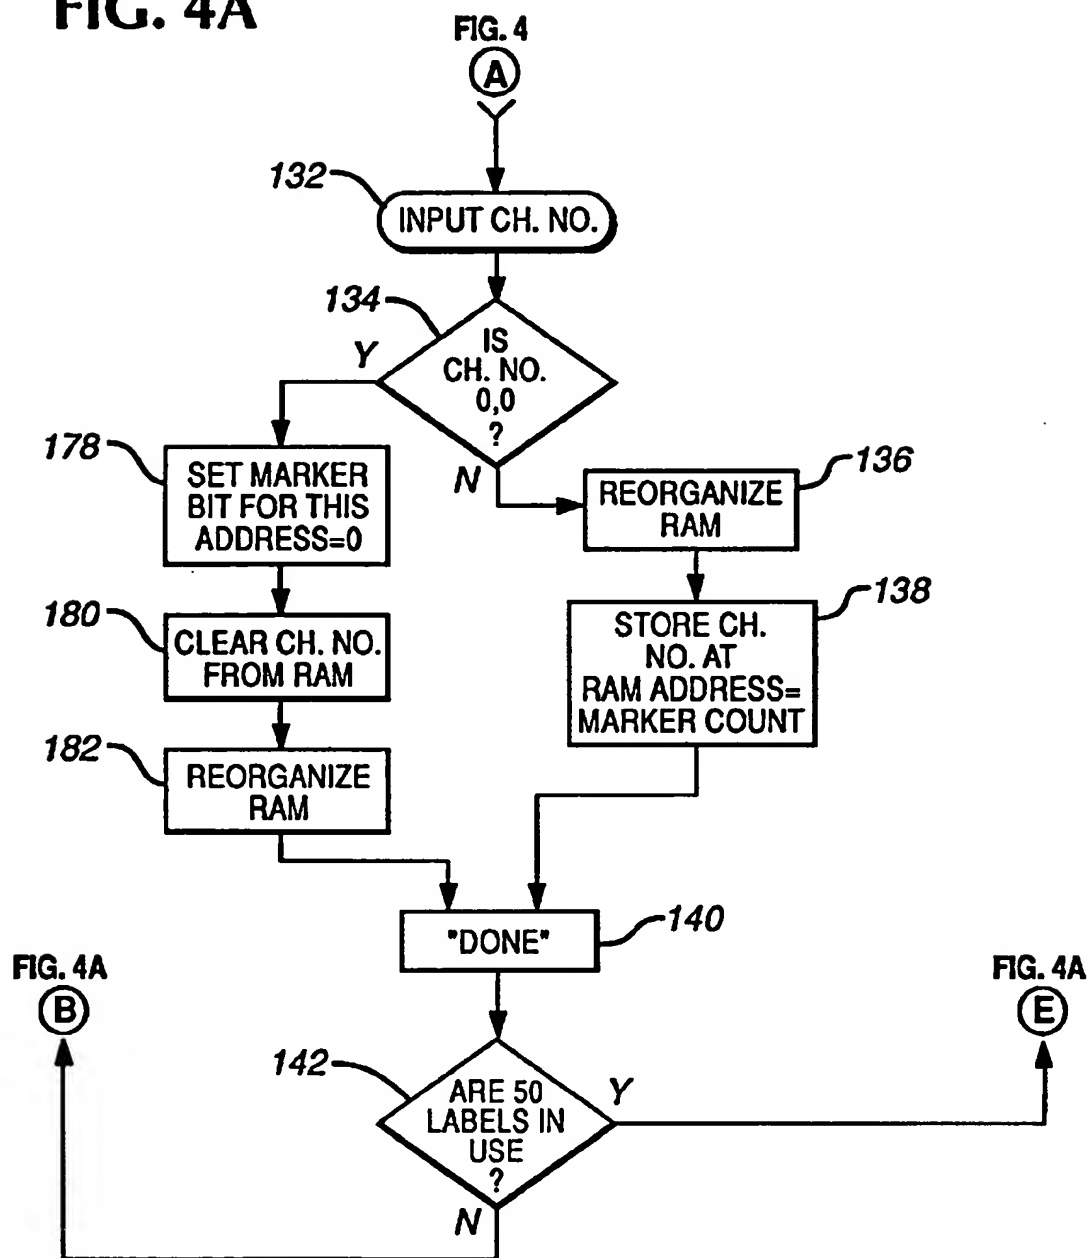 FIG. 4A
FIG. 4
A
132
INPUT CH. NO.
134
IS
CH. NO.
0,0
?
Y
N
178
SET MARKER
BIT FOR THIS
ADDRESS=0
136
REORGANIZE
RAM
180
CLEAR CH. NO.
FROM RAM
138
STORE CH.
NO. AT
RAM ADDRESS=
MARKER COUNT
182
REORGANIZE
RAM
"DONE"
140
FIG. 4A
B
FIG. 4A
E
142
ARE 50
LABELS IN
USE
?
Y
N